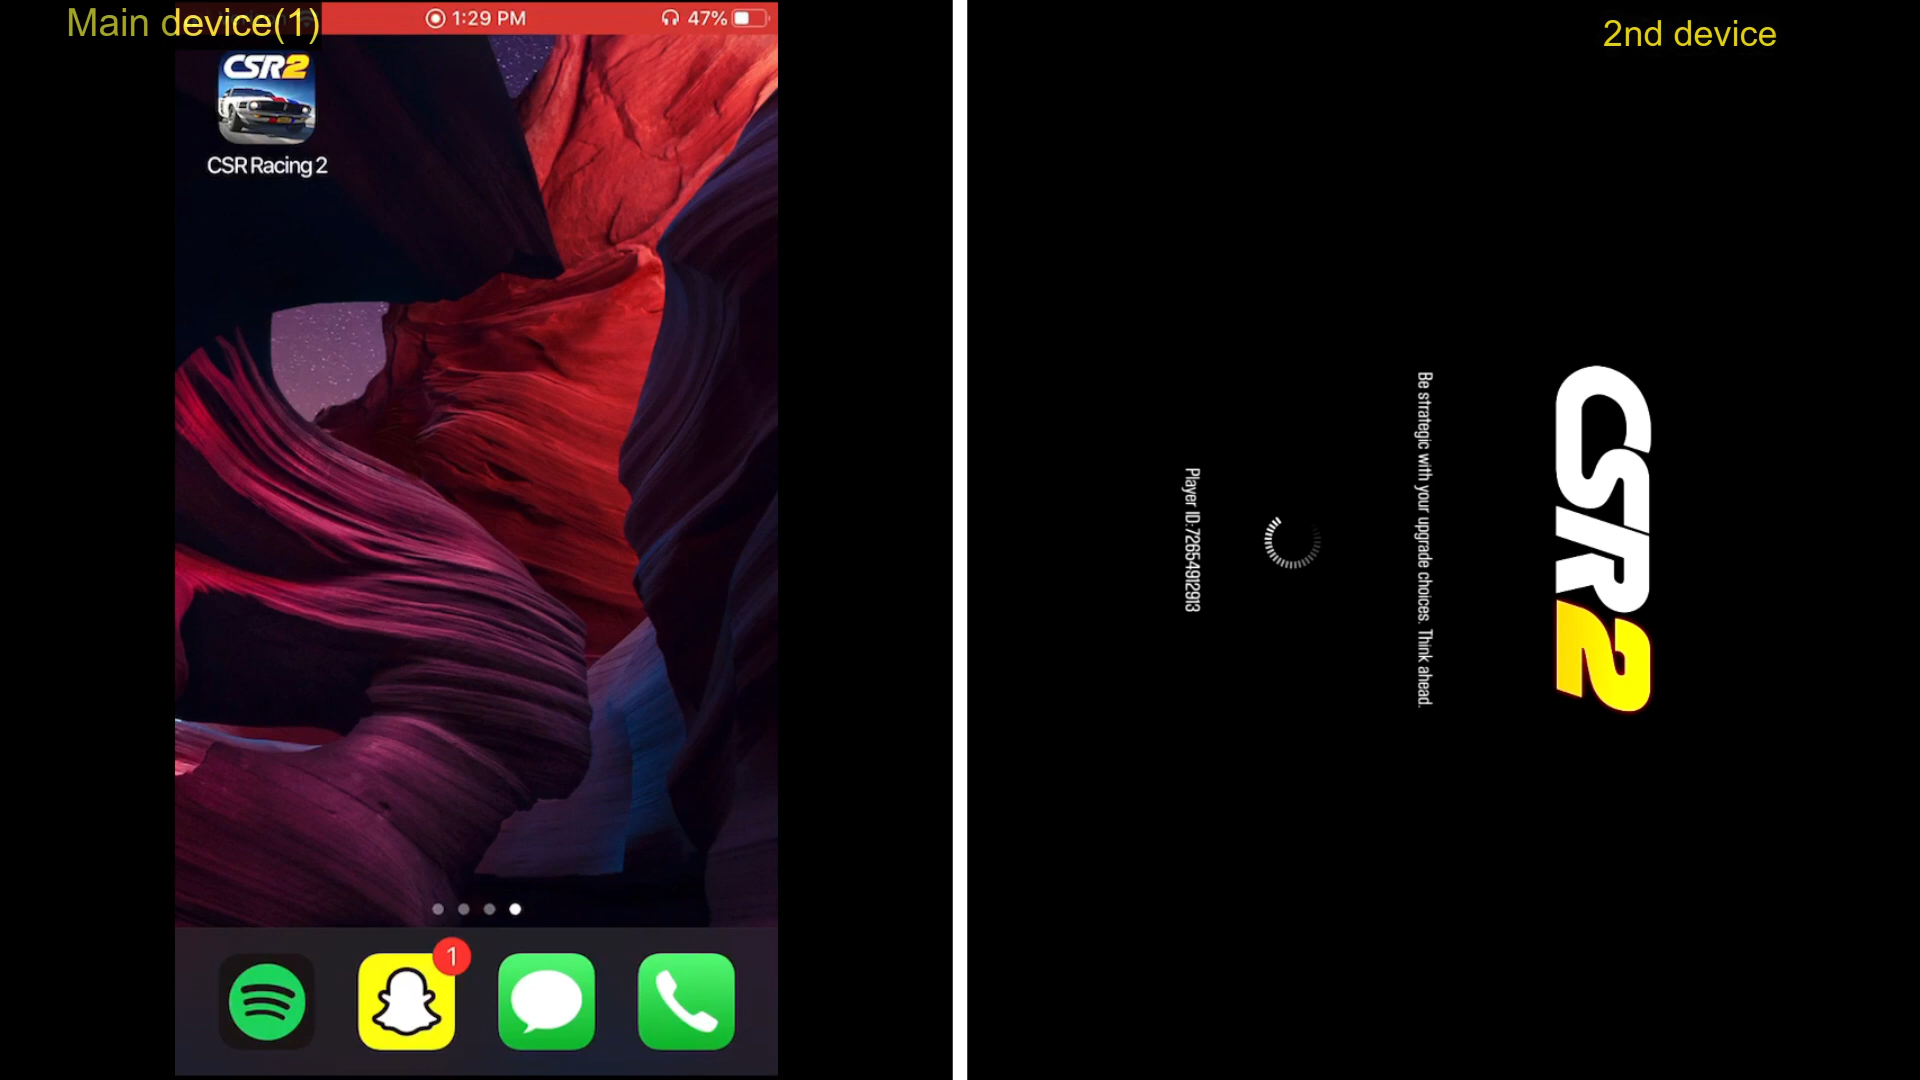 Main device(1)
1:29 PM
47%
CSR2
CSR Racing 2
1
2nd device
CSR2
Be strategic with your upgrade choices. Think ahead.
Player ID:72654912913